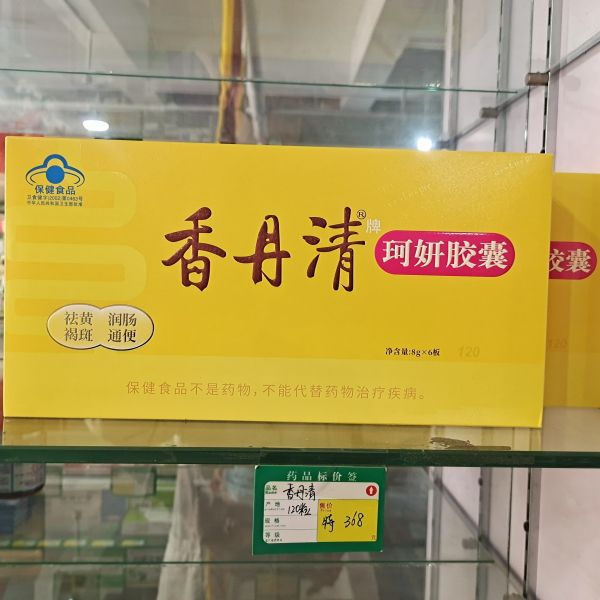 保健食品
卫食健字(2002)第0463号
中华人民共和国卫生部批准
香丹清®牌
珂妍胶囊
祛黄褐斑
润肠通便
净含量:8g×6板
120
保健食品不是药物,不能代替药物治疗疾病。
胶囊
药品标价签
品名
香丹清
产地
120粒
规格
等级
售价
特 368
元